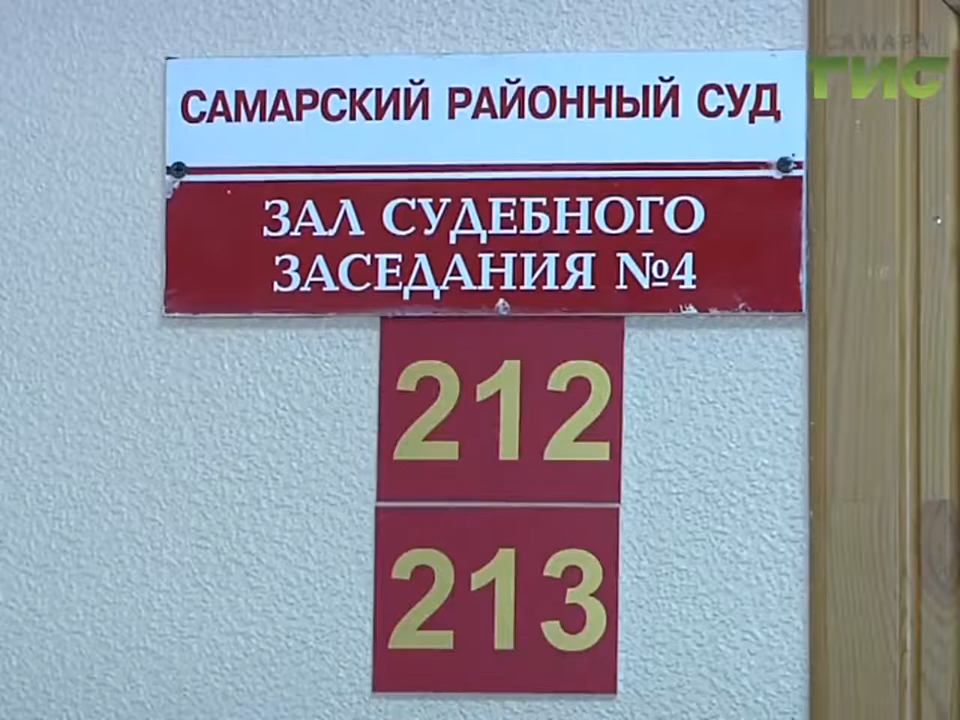 САМАРА
ГИС
САМАРСКИЙ РАЙОННЫЙ СУД
ЗАЛ СУДЕБНОГО
ЗАСЕДАНИЯ №4
212
213